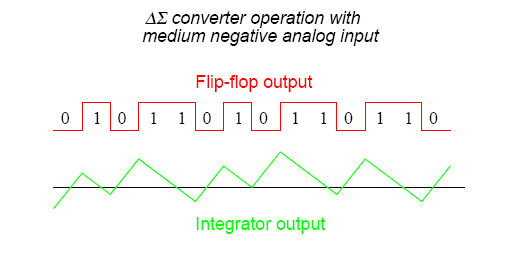 ΔΣ converter operation with
medium negative analog input
Flip-flop output
0 1 0 1 1 0 1 0 1 1 0 1 1 0
Integrator output